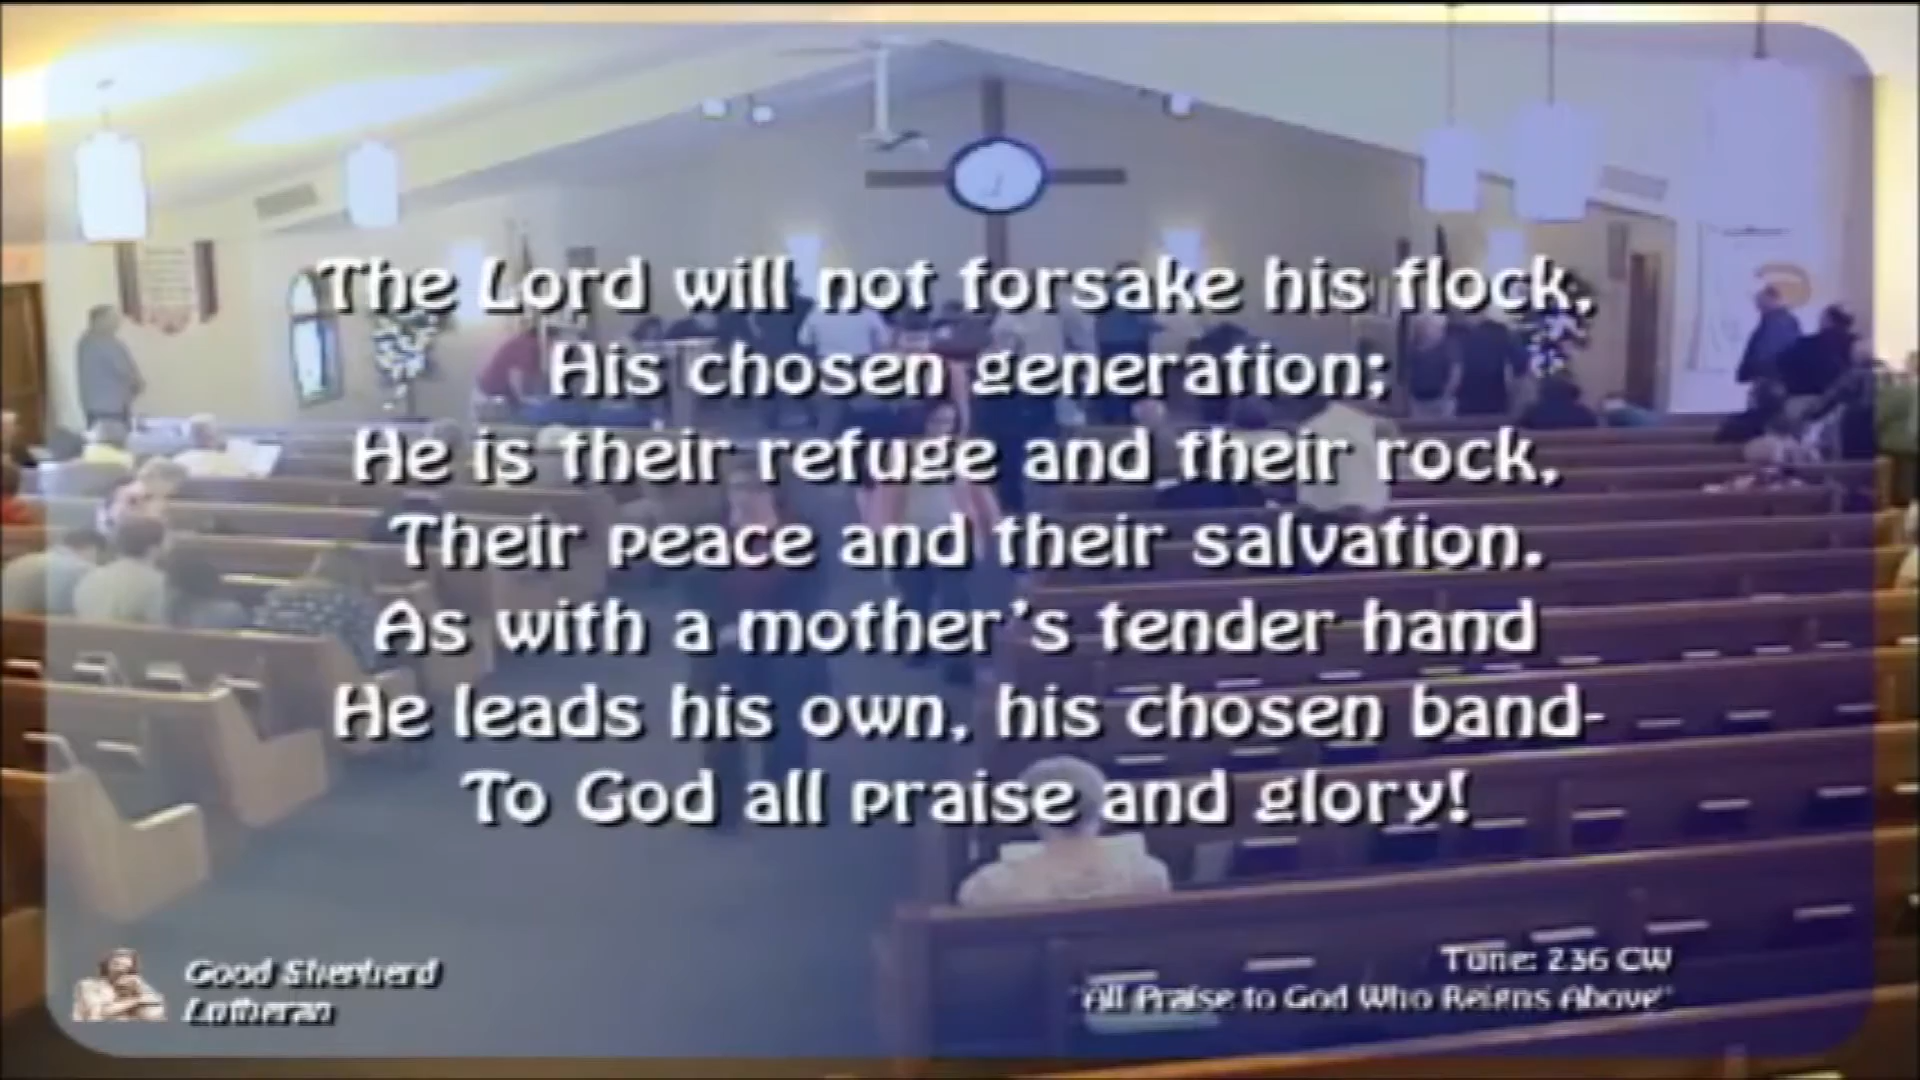 The Lord will not forsake his flock,
His chosen generation;
He is their refuge and their rock,
Their peace and their salvation.
As with a mother's tender hand
He leads his own, his chosen band-
To God all praise and glory!
Good Shepherd
Lutheran
Tune: 236 CW
"All Praise to God Who Reigns Above"